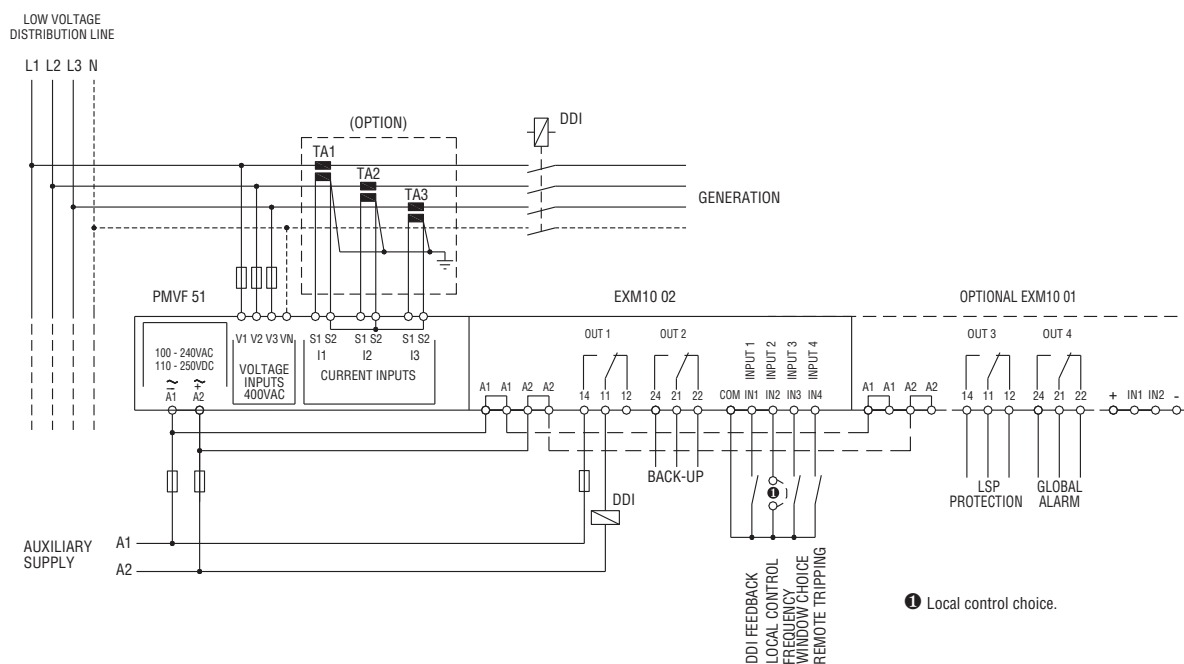 LOW VOLTAGE
DISTRIBUTION LINE
L1 L2 L3 N
(OPTION)
DDI
TA1
TA2
TA3
GENERATION
PMVF 51
EXM10 02
OPTIONAL EXM10 01
V1 V2 V3 VN
S1 S2 S1 S2 S1 S2
I1 I2 I3
100 - 240VAC
110 - 250VDC
~ ~
– +
A1 A2
VOLTAGE
INPUTS
400VAC
CURRENT INPUTS
OUT 1 OUT 2
INPUT 1
INPUT 2
INPUT 3
INPUT 4
OUT 3 OUT 4
A1 A1 A2 A2
14 11 12 24 21 22
COM IN1 IN2 IN3 IN4
A1 A1 A2 A2
14 11 12 24 21 22
+ IN1 IN2 -
BACK-UP
LSP
PROTECTION
GLOBAL
ALARM
DDI
❶
AUXILIARY
SUPPLY
A1
A2
DDI FEEDBACK
LOCAL CONTROL
FREQUENCY
WINDOW CHOICE
REMOTE TRIPPING
❶ Local control choice.